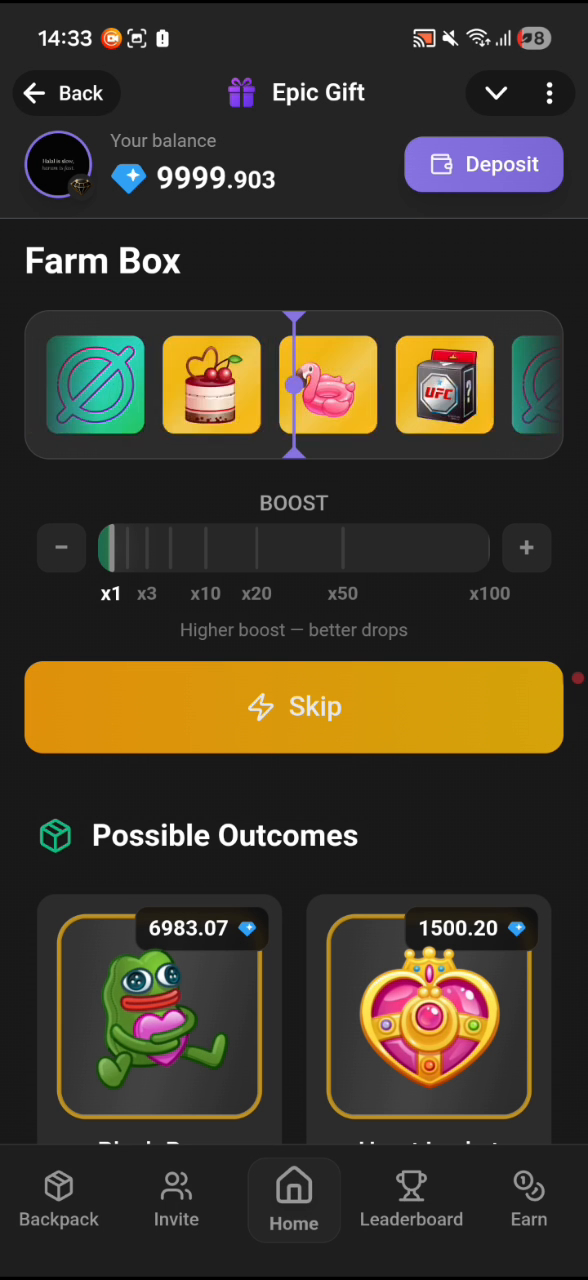 14:33
8
Back
Epic Gift
Your balance
9999.903
Deposit
Farm Box
UFC
?
BOOST
x1 x3 x10 x20 x50 x100
Higher boost — better drops
Skip
Possible Outcomes
6983.07
1500.20
Backpack
Invite
Home
Leaderboard
Earn